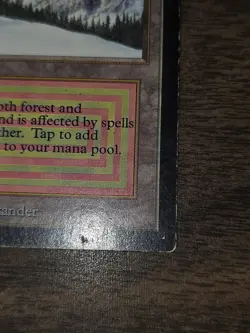 oth forest and
nd is affected by spells
ther. Tap to add
to your mana pool.
ander